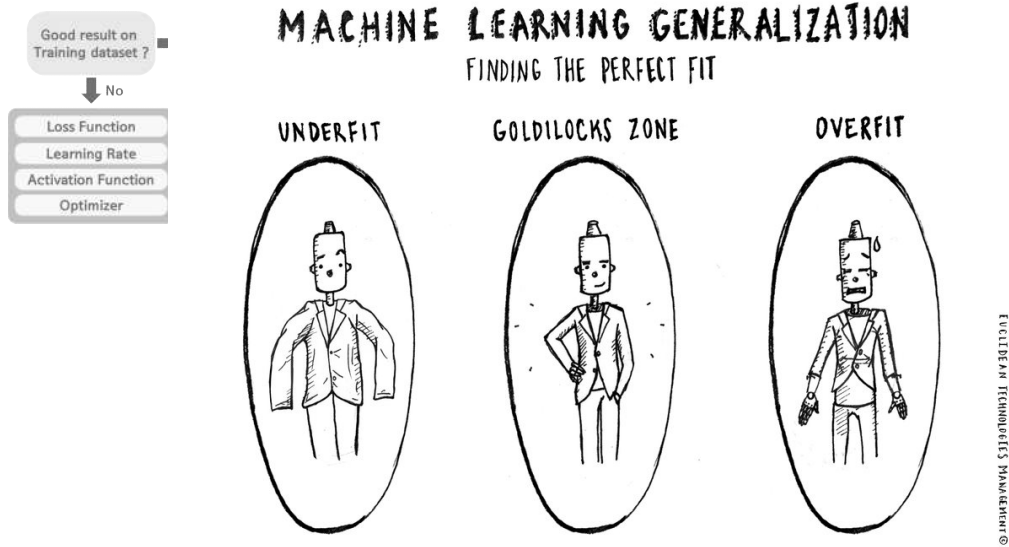 Good result on
Training dataset ?
No
Loss Function
Learning Rate
Activation Function
Optimizer
MACHINE LEARNING GENERALIZATION
FINDING THE PERFECT FIT
UNDERFIT
GOLDILOCKS ZONE
OVERFIT
EUCLIDEAN TECHNOLOGIES MANAGEMENT©